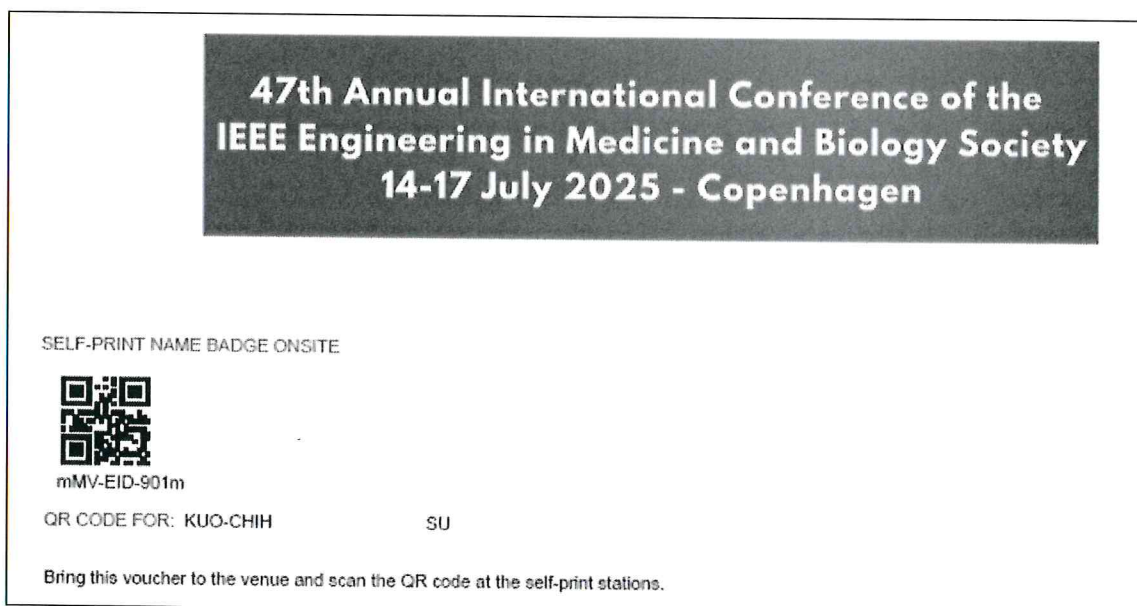 47th Annual International Conference of the
IEEE Engineering in Medicine and Biology Society
14-17 July 2025 - Copenhagen
SELF-PRINT NAME BADGE ONSITE
mMV-EID-901m
QR CODE FOR: KUO-CHIH SU
Bring this voucher to the venue and scan the QR code at the self-print stations.